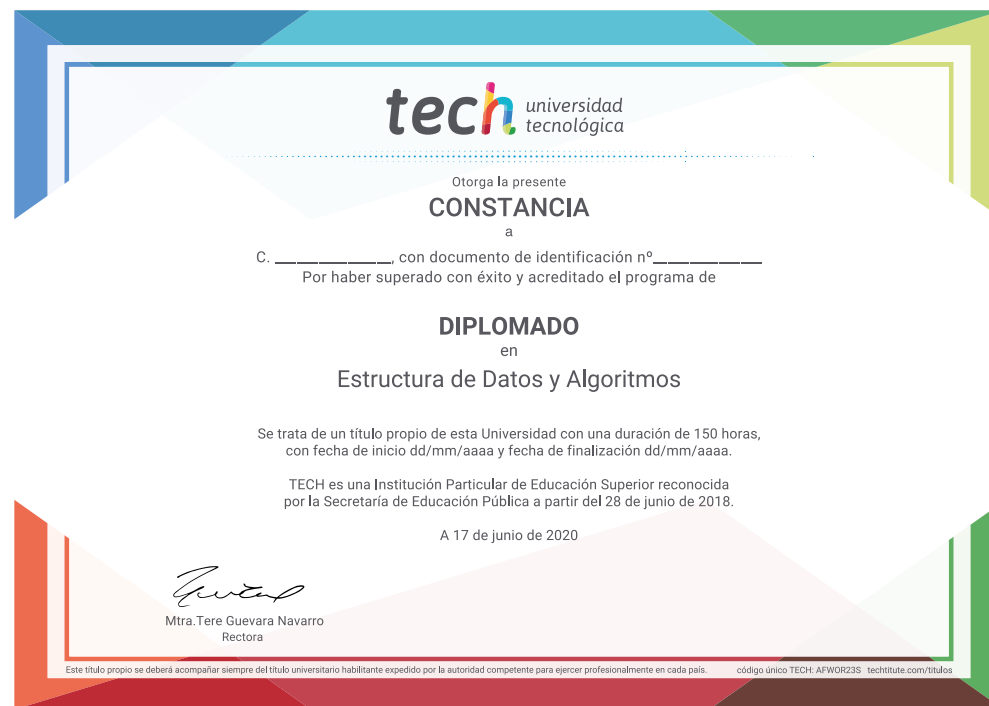 tech universidad
tecnológica
Otorga la presente
CONSTANCIA
a
C. ______________, con documento de identificación nº_____________
Por haber superado con éxito y acreditado el programa de
DIPLOMADO
en
Estructura de Datos y Algoritmos
Se trata de un título propio de esta Universidad con una duración de 150 horas,
con fecha de inicio dd/mm/aaaa y fecha de finalización dd/mm/aaaa.
TECH es una Institución Particular de Educación Superior reconocida
por la Secretaría de Educación Pública a partir del 28 de junio de 2018.
A 17 de junio de 2020
Mtra.Tere Guevara Navarro
Rectora
Este título propio se deberá acompañar siempre del título universitario habilitante expedido por la autoridad competente para ejercer profesionalmente en cada país. código único TECH: AFWOR23S techtitute.com/titulos